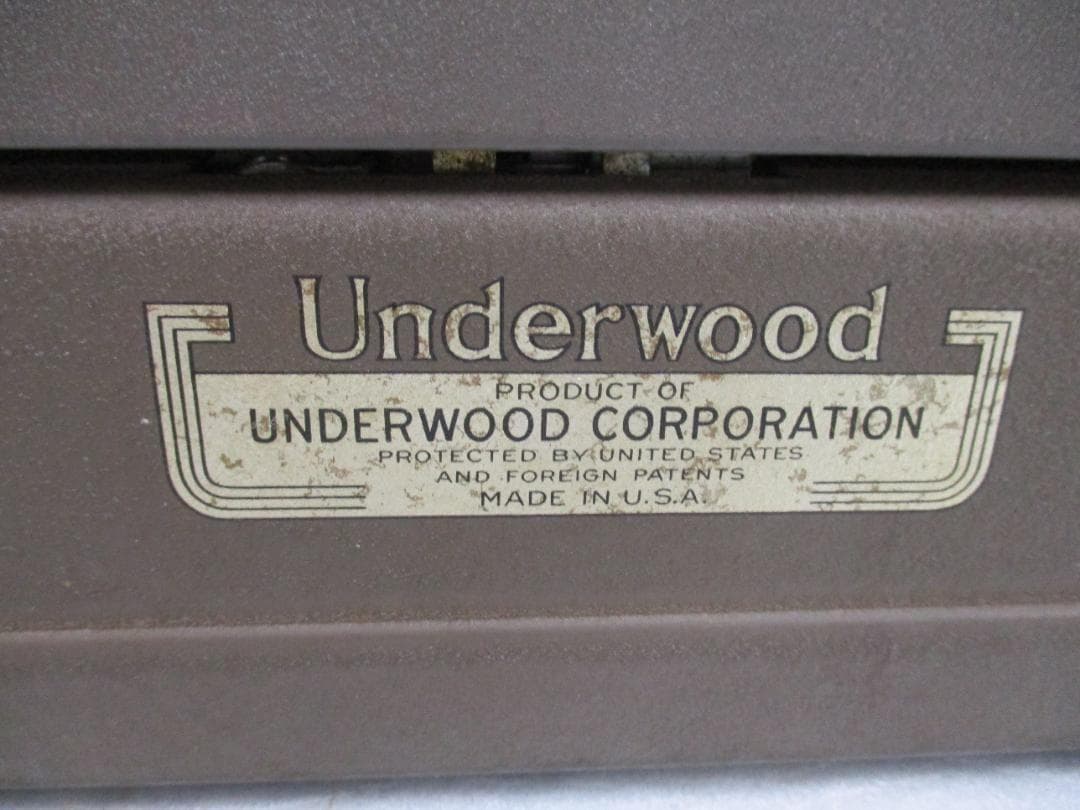 Underwood
PRODUCT OF
UNDERWOOD CORPORATION
PROTECTED BY UNITED STATES
AND FOREIGN PATENTS
MADE IN U.S.A.